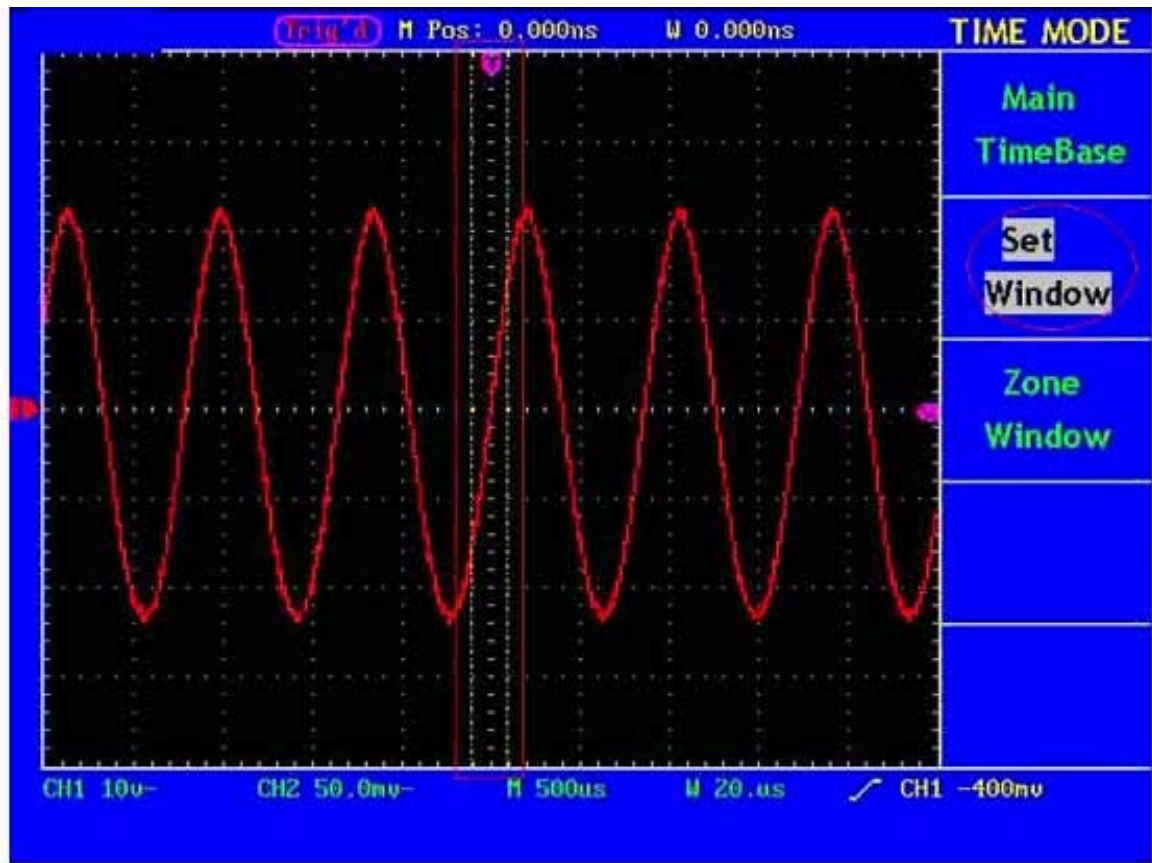 Trig'd M Pos: 0.000ns W 0.000ns TIME MODE
Main
TimeBase
Set
Window
Zone
Window
CH1 10v- CH2 50.0mv- M 500us W 20.us CH1 -400mv